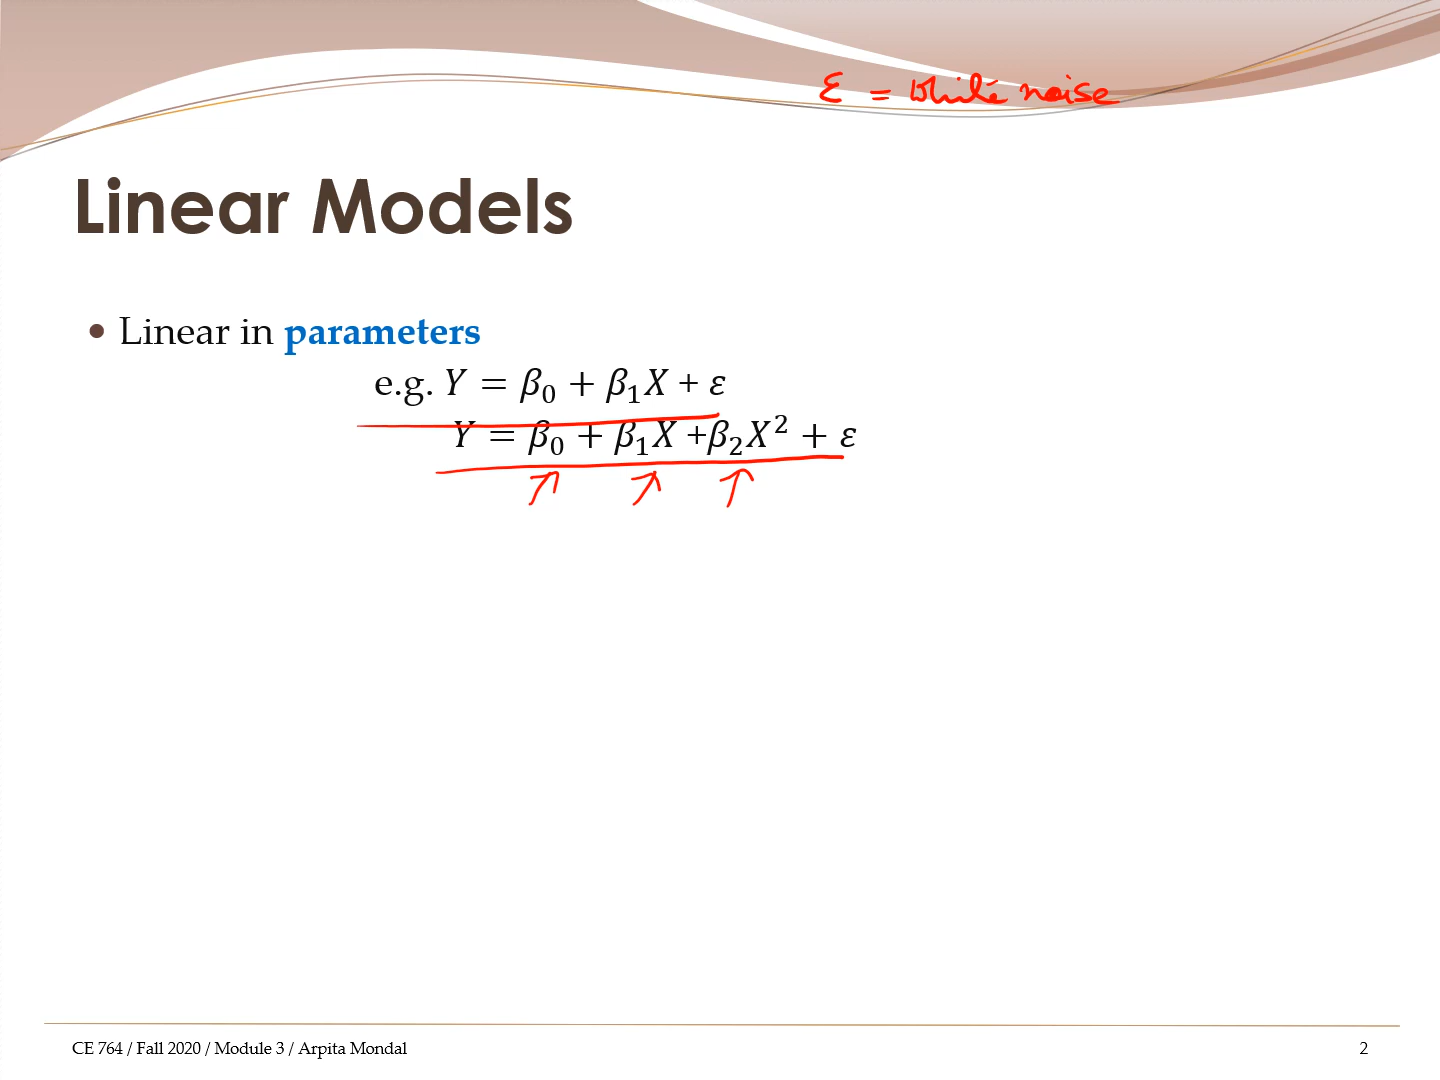 ε = White noise
Linear Models
• Linear in parameters
e.g. Y = β₀ + β₁X + ε
Y = β₀ + β₁X +β₂X² + ε
CE 764 / Fall 2020 / Module 3 / Arpita Mondal
2